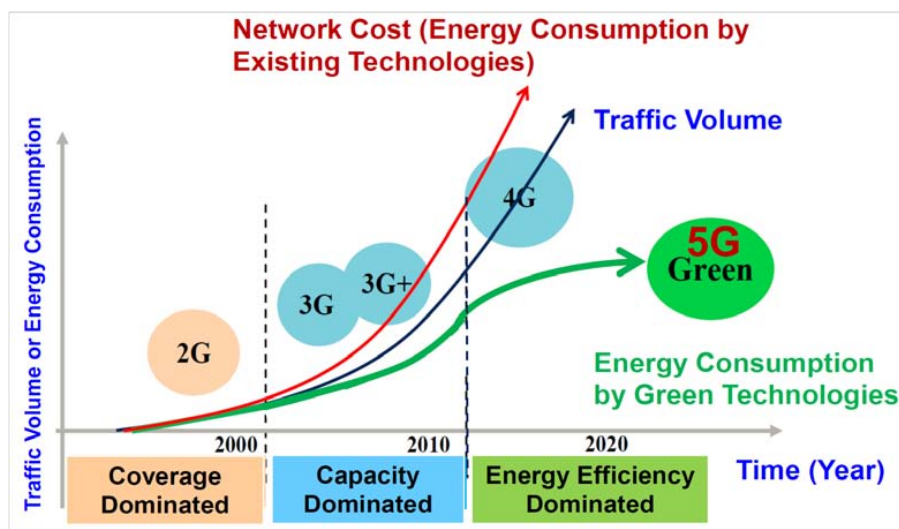 Network Cost (Energy Consumption by
Existing Technologies)
Traffic Volume
Traffic Volume or Energy Consumption
4G
5G
Green
3G
3G+
2G
Energy Consumption
by Green Technologies
2000
2010
2020
Coverage
Dominated
Capacity
Dominated
Energy Efficiency
Dominated
Time (Year)